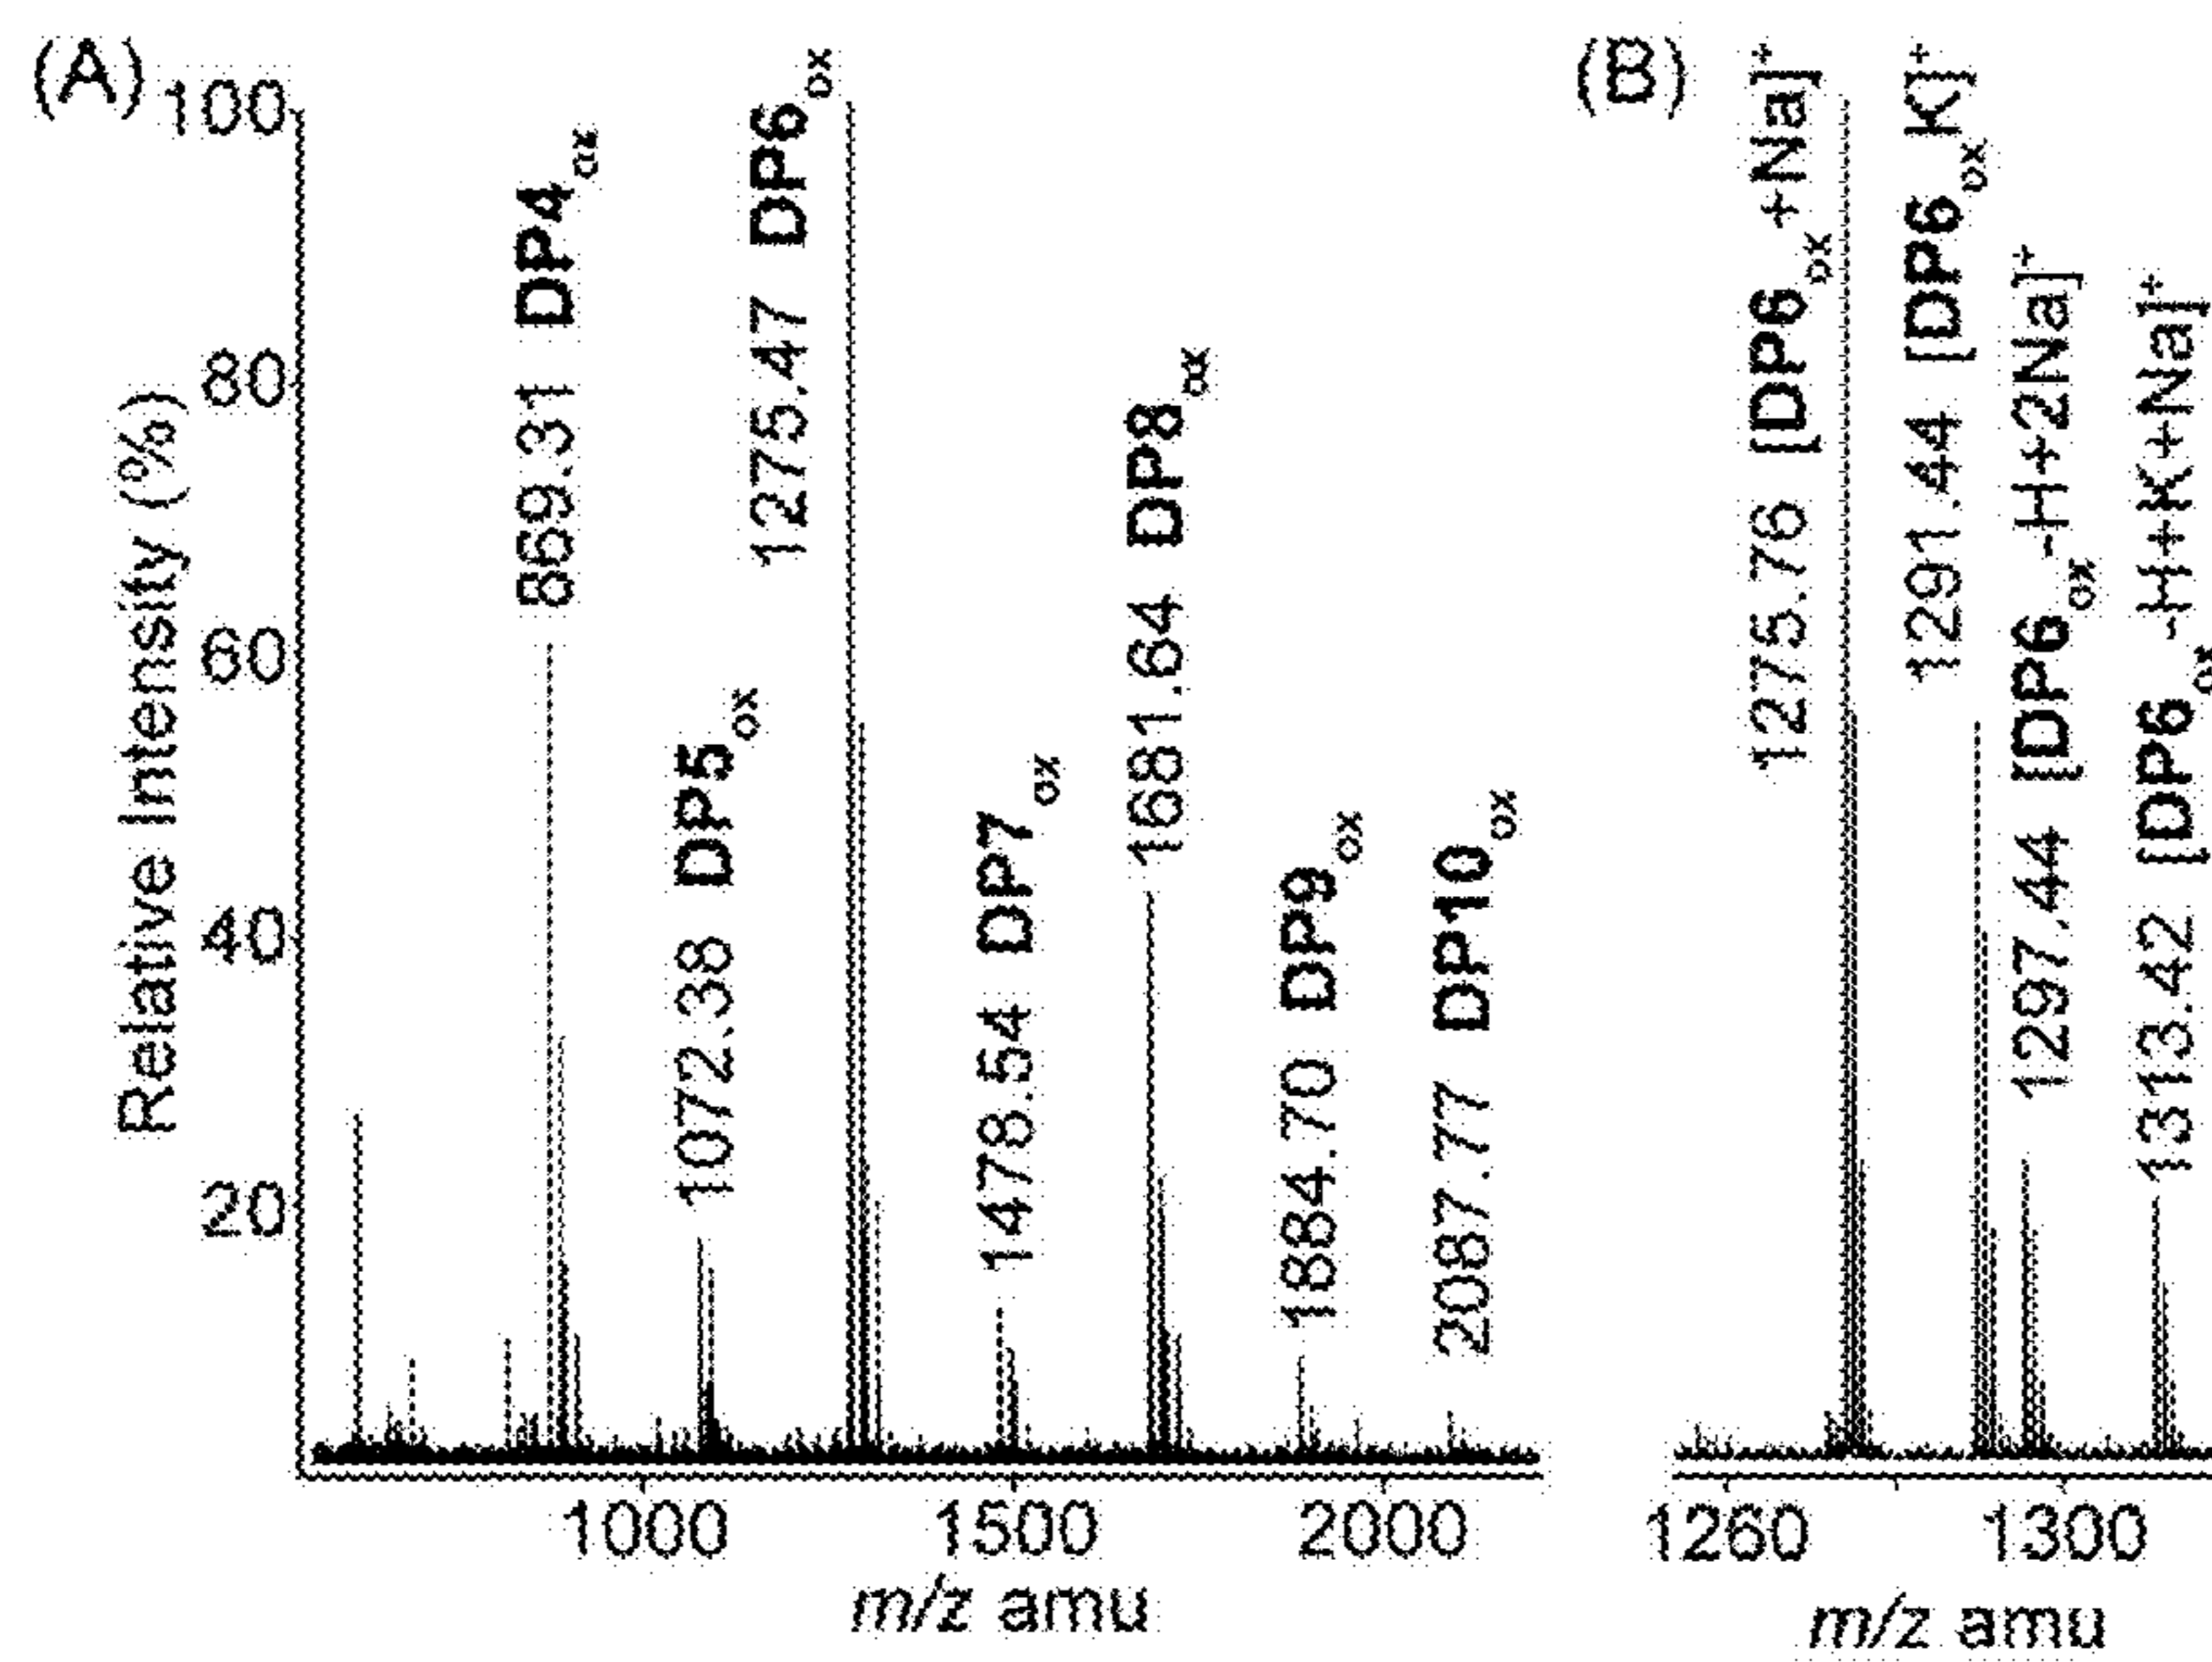 (A)
Relative Intensity (%)
100
80
60
40
20
869.31 DP4ox
1072.38 DP5ox
1275.47 DP6ox
1478.54 DP7ox
1681.64 DP8ox
1884.70 DP9ox
2087.77 DP10ox
1000 1500 2000
m/z amu
(B)
1275.76 [DP6ox+Na]+
1291.44 [DP6oxK]+
1297.44 [DP6ox-H+2Na]+
1313.42 [DP6ox-H+K+Na]+
1260 1300
m/z amu